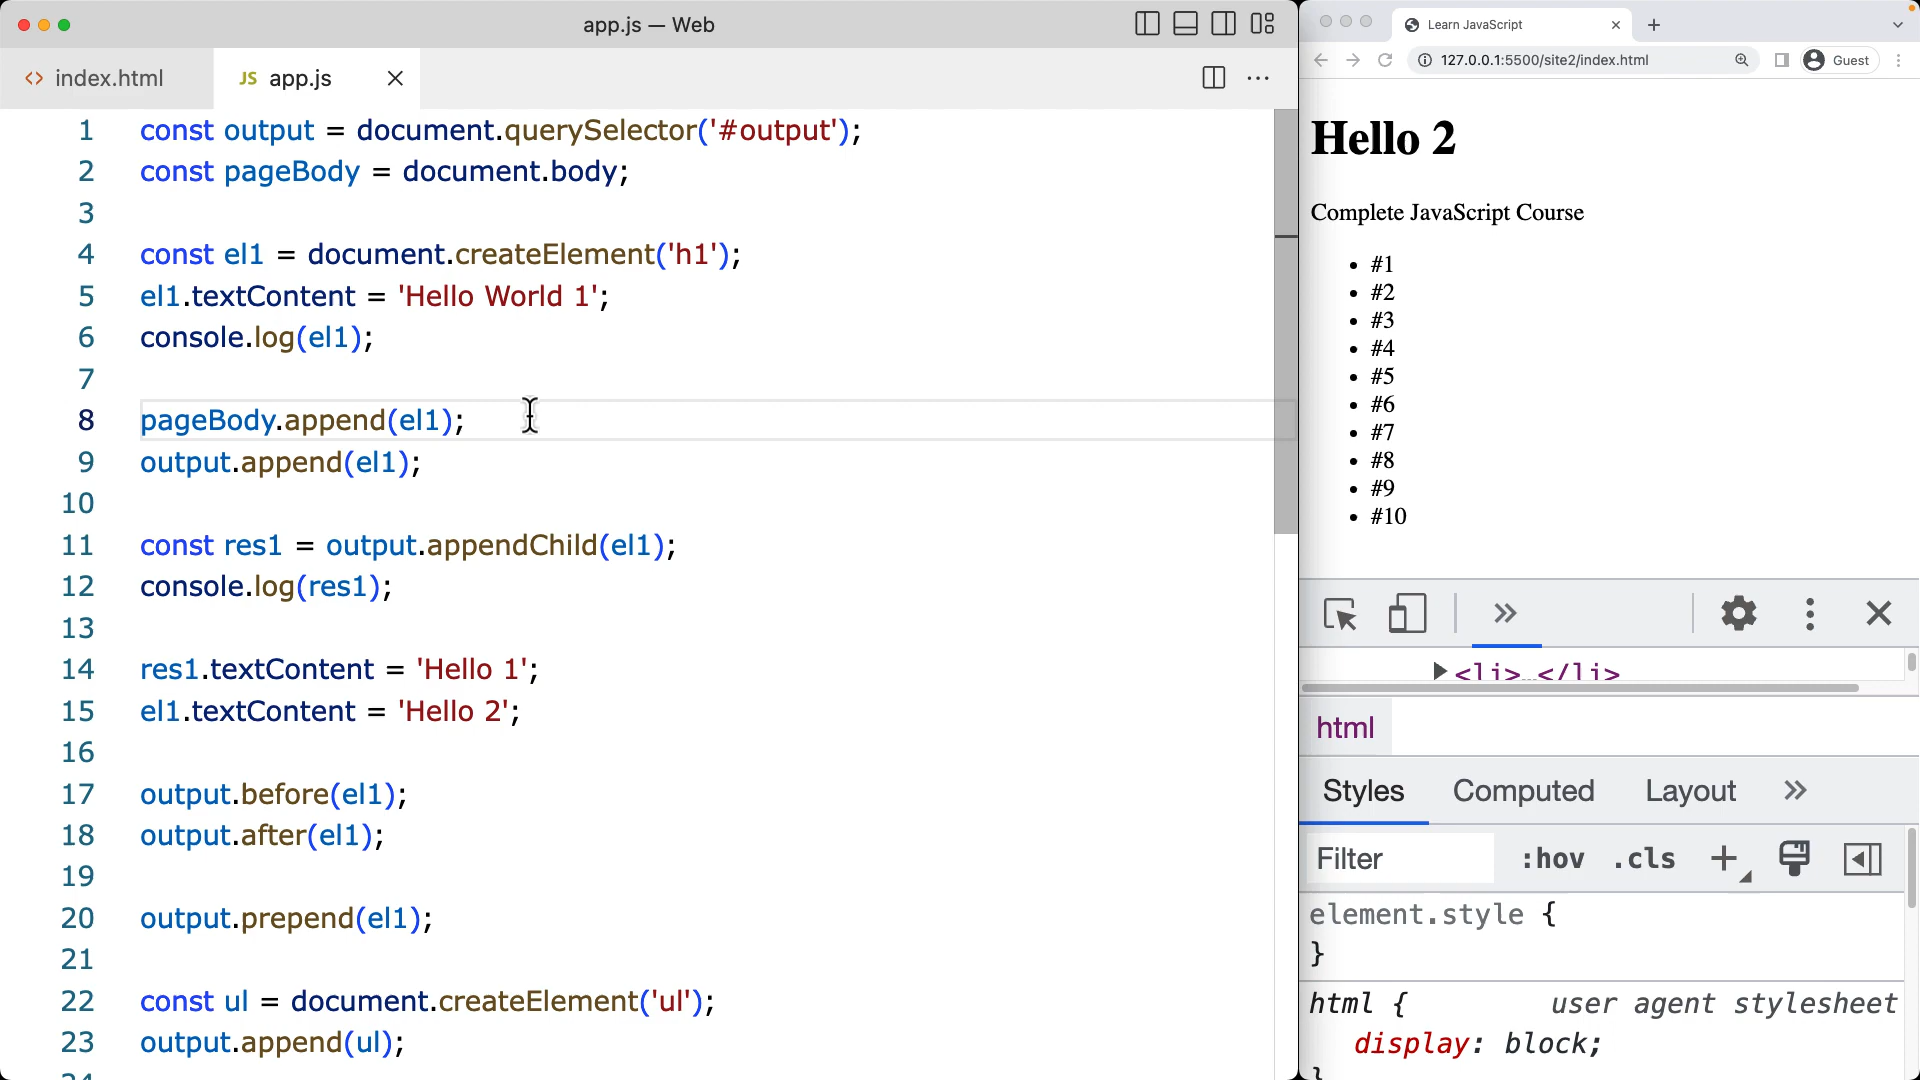 app.js — Web
index.html
JS app.js
1 const output = document.querySelector('#output');
2 const pageBody = document.body;
3
4 const el1 = document.createElement('h1');
5 el1.textContent = 'Hello World 1';
6 console.log(el1);
7
8 pageBody.append(el1);
9 output.append(el1);
10
11 const res1 = output.appendChild(el1);
12 console.log(res1);
13
14 res1.textContent = 'Hello 1';
15 el1.textContent = 'Hello 2';
16
17 output.before(el1);
18 output.after(el1);
19
20 output.prepend(el1);
21
22 const ul = document.createElement('ul');
23 output.append(ul);
Learn JavaScript
127.0.0.1:5500/site2/index.html
Guest
Hello 2
Complete JavaScript Course
#1
#2
#3
#4
#5
#6
#7
#8
#9
#10
<li>…</li>
html
Styles Computed Layout
Filter :hov .cls
element.style {
}
html { user agent stylesheet
display: block;
}